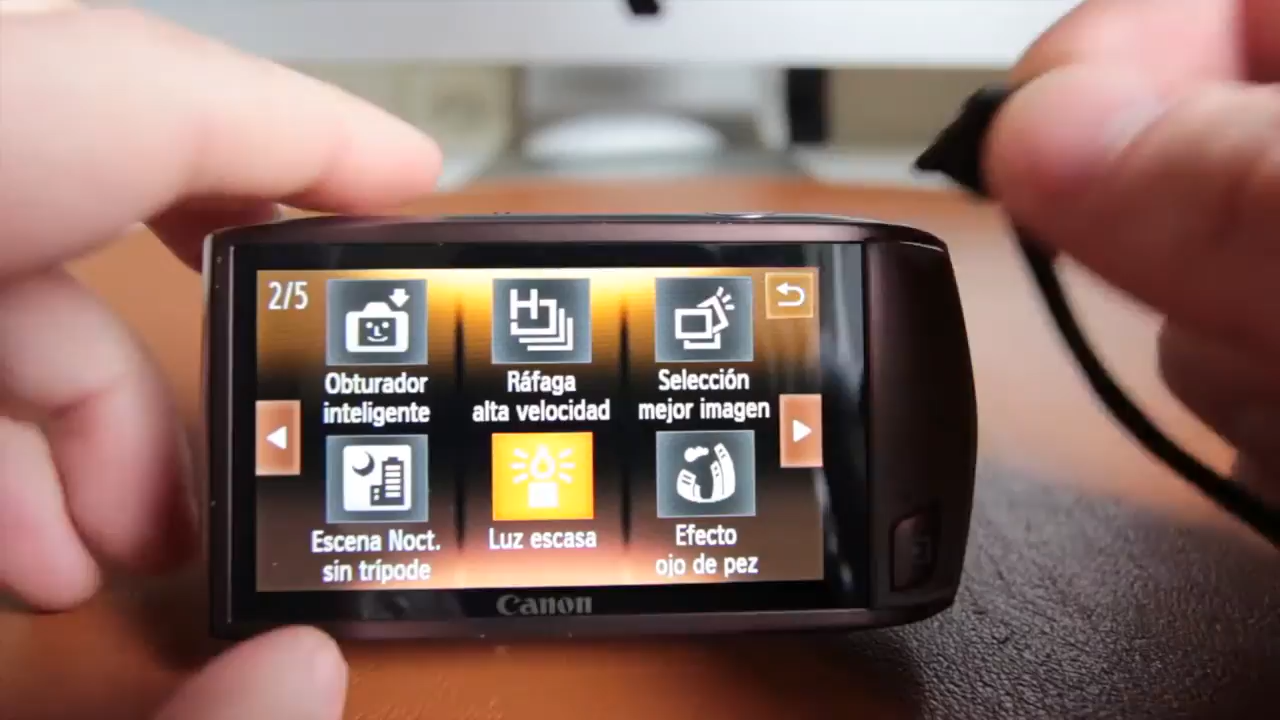 2/5
Obturador
inteligente
Ráfaga
alta velocidad
Selección
mejor imagen
Escena Noct.
sin trípode
Luz escasa
Efecto
ojo de pez
Canon